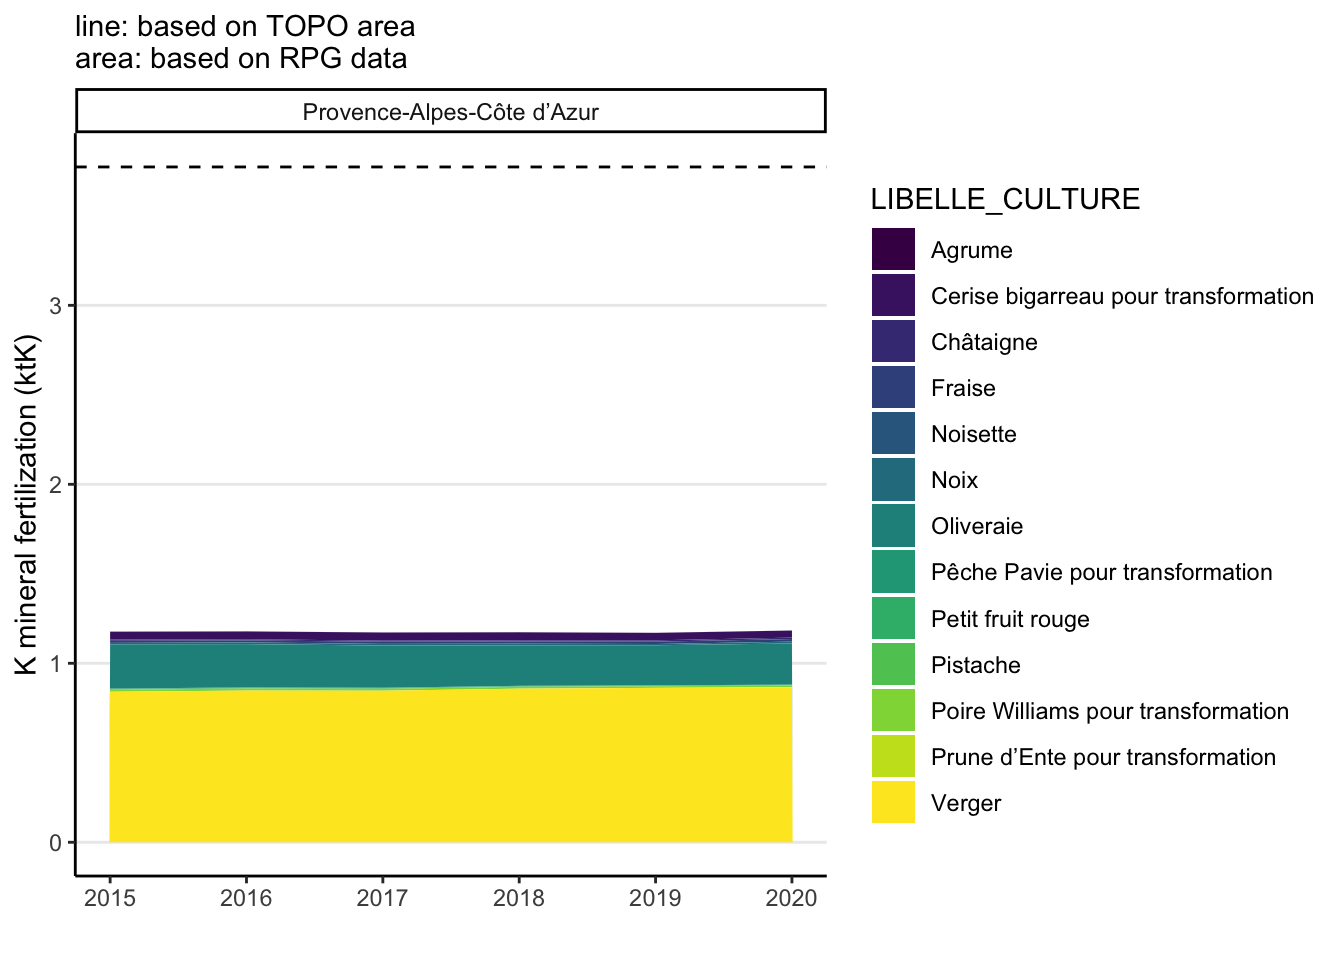 line: based on TOPO area
area: based on RPG data
Provence-Alpes-Côte d’Azur
K mineral fertilization (ktK)
3
2
1
0
2015 2016 2017 2018 2019 2020
LIBELLE_CULTURE
Agrume
Cerise bigarreau pour transformation
Châtaigne
Fraise
Noisette
Noix
Oliveraie
Pêche Pavie pour transformation
Petit fruit rouge
Pistache
Poire Williams pour transformation
Prune d’Ente pour transformation
Verger